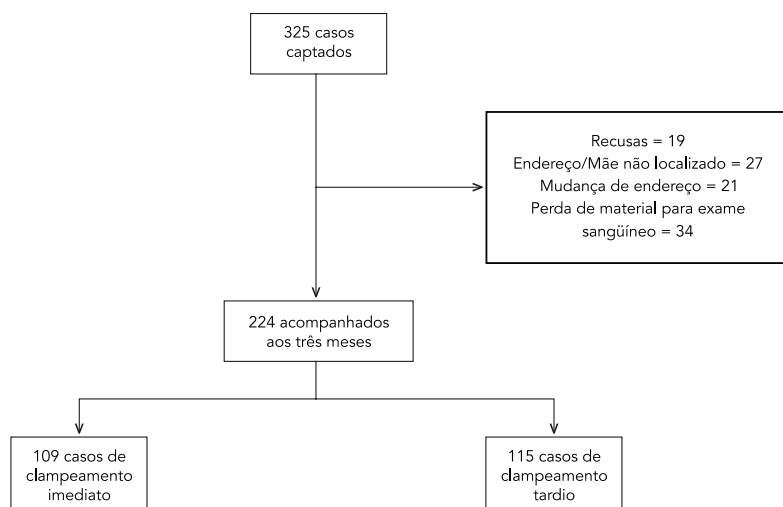 325 casos
captados
Recusas = 19
Endereço/Mãe não localizado = 27
Mudança de endereço = 21
Perda de material para exame
sangüíneo = 34
224 acompanhados
aos três meses
109 casos de
clampeamento
imediato
115 casos de
clampeamento
tardio